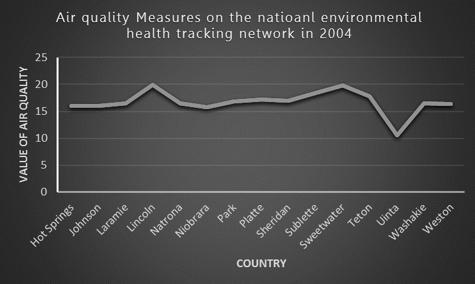 Air quality Measures on the natioanl environmental
health tracking network in 2004
25
20
15
10
5
0
VALUE OF AIR QUALITY
Hot Springs
Johnson
Laramie
Lincoln
Natrona
Niobrara
Park
Platte
Sheridan
Sublette
Sweetwater
Teton
Uinta
Washakie
Weston
COUNTRY